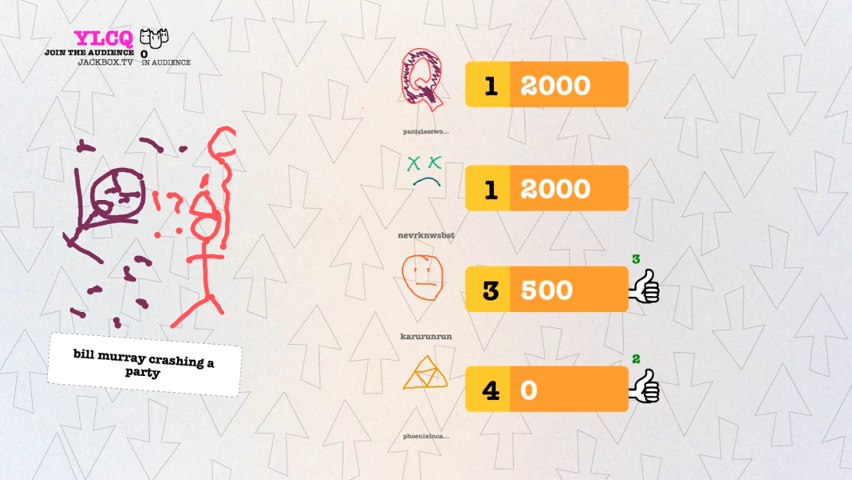 YLCQ
JOIN THE AUDIENCE 0
JACKBOX.TV IN AUDIENCE
Q
1 2000
X X
1 2000
nevrknwsbst
!? ?
3
3 500
karurunrun
bill murray crashing a
party
2
4 0